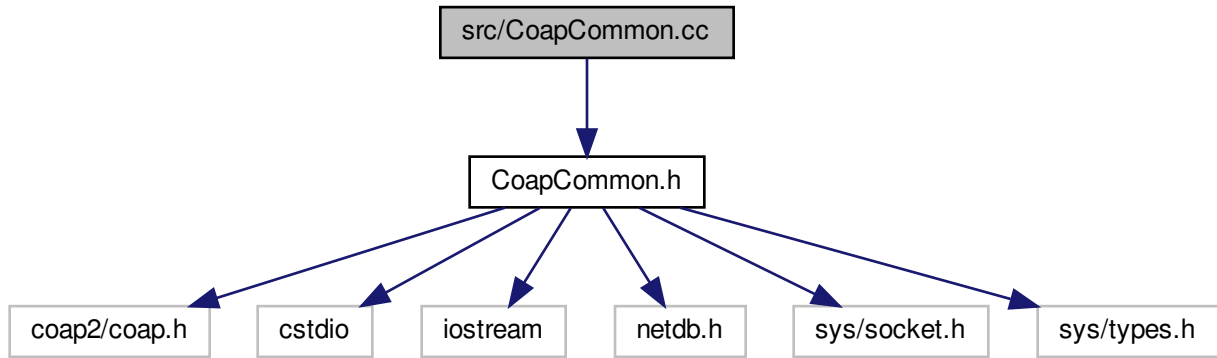 src/CoapCommon.cc
CoapCommon.h
coap2/coap.h
cstdio
iostream
netdb.h
sys/socket.h
sys/types.h